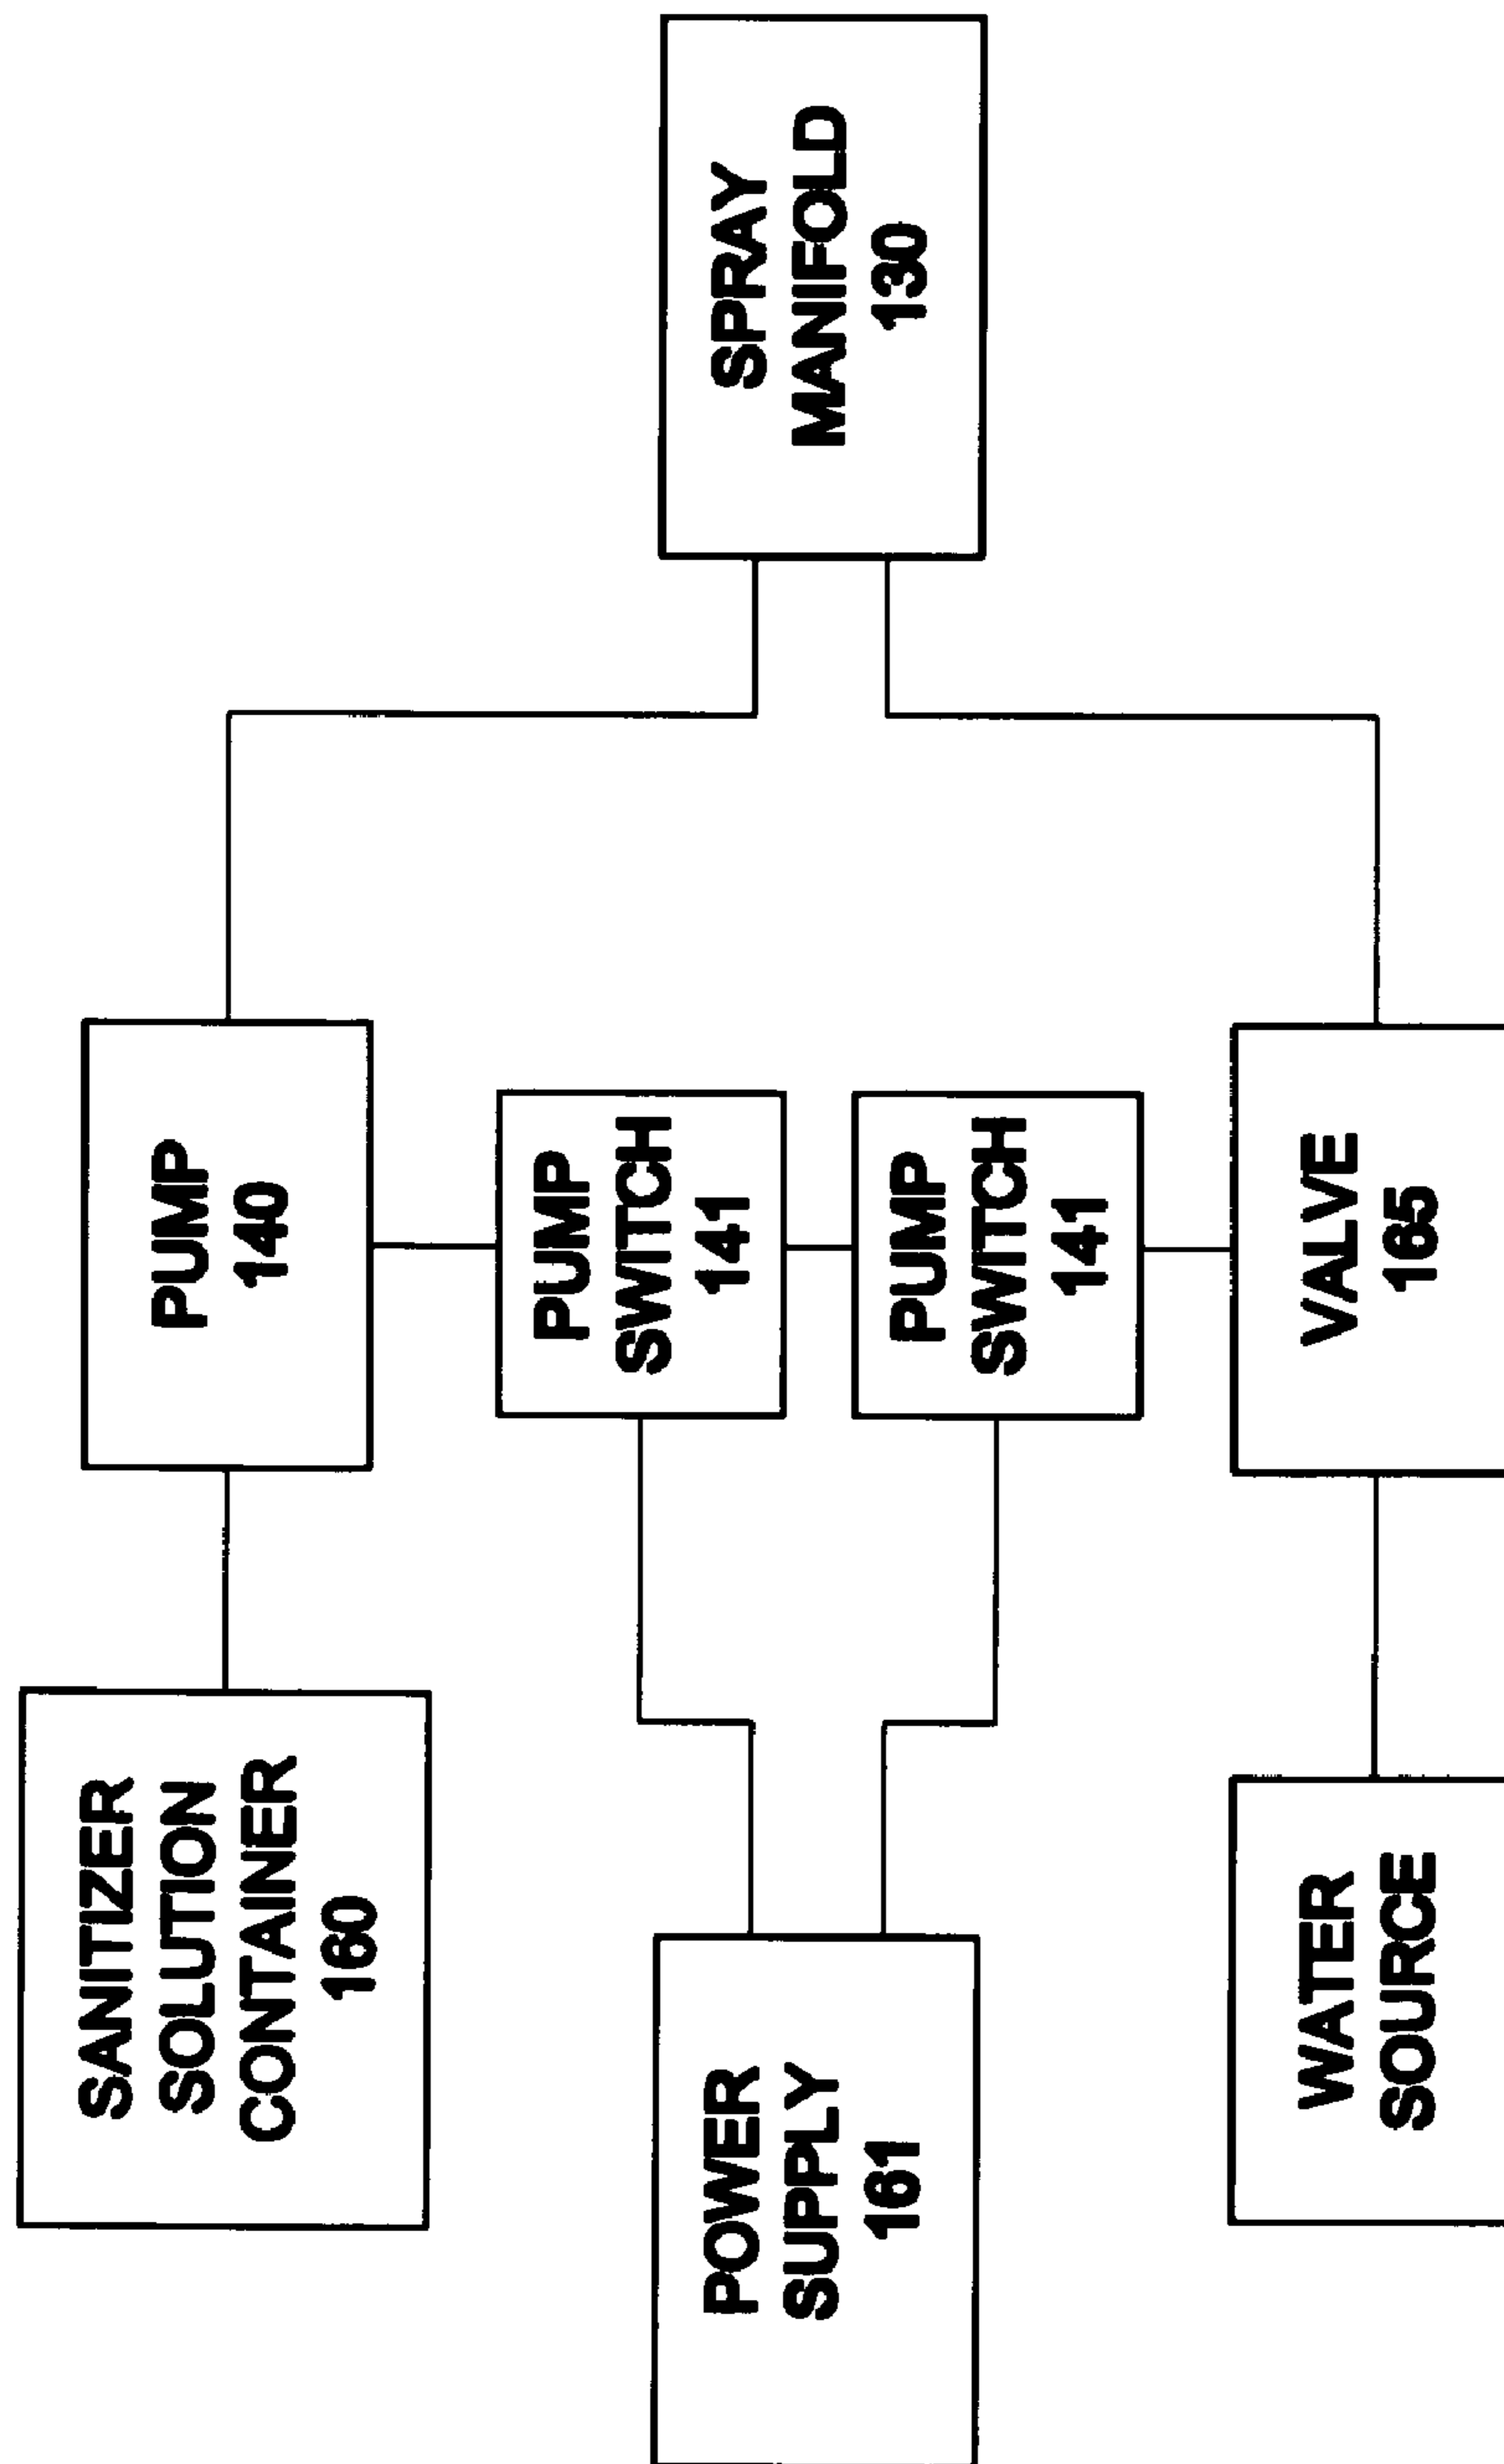 SANITIZER
SOLUTION
CONTAINER
160
PUMP
140
SPRAY
MANIFOLD
130
PUMP
SWITCH
141
PUMP
SWITCH
141
POWER
SUPPLY
161
VALVE
165
WATER
SOURCE